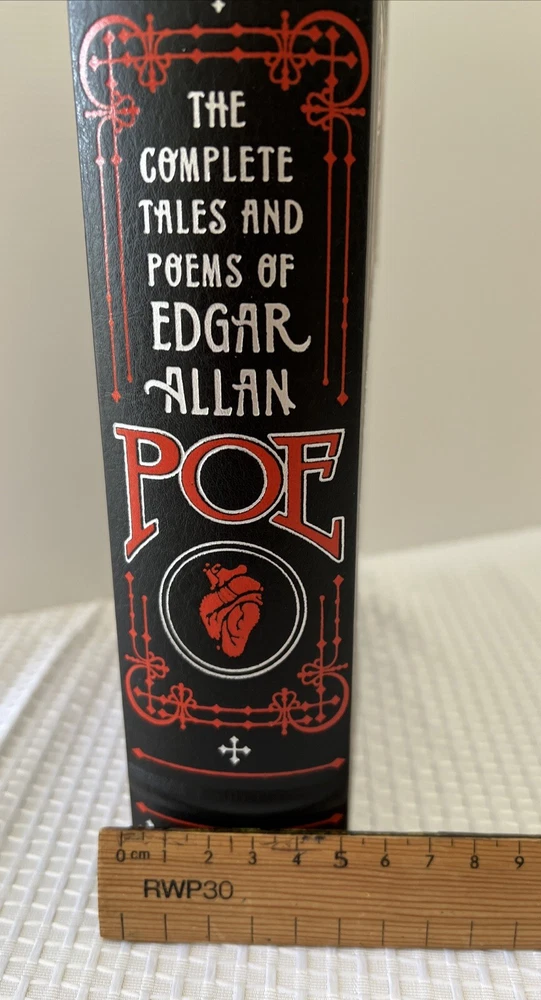 THE
COMPLETE
TALES AND
POEMS OF
EDGAR
ALLAN
POE
0 cm 1 2 3 4 5 6 7 8 9
RWP30